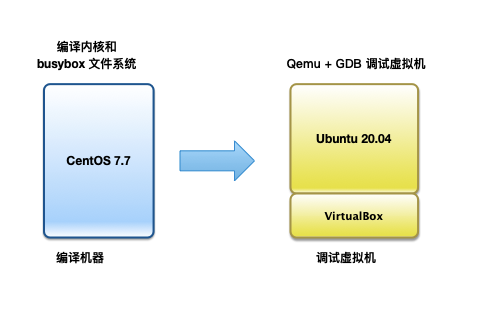 编译内核和
busybox 文件系统
CentOS 7.7
编译机器
Qemu + GDB 调试虚拟机
Ubuntu 20.04
VirtualBox
调试虚拟机